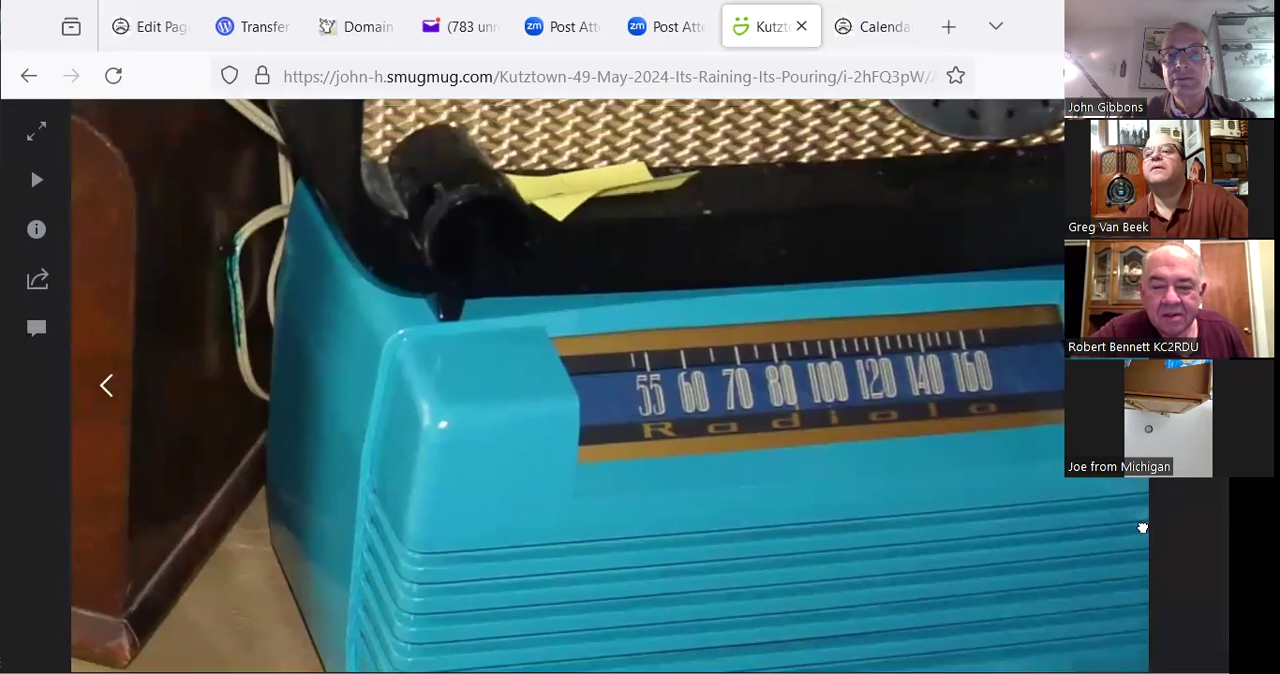 Edit Pag
Transfer
Domain
(783 unr
zm
Post Att
zm
Post Att
Kutzt
Calenda
https://john-h.smugmug.com/Kutztown-49-May-2024-Its-Raining-Its-Pouring/i-2hFQ3pW/
John Gibbons
Greg Van Beek
55 60 70 80 100 120 140 160
Radiola
Robert Bennett KC2RDU
Joe from Michigan